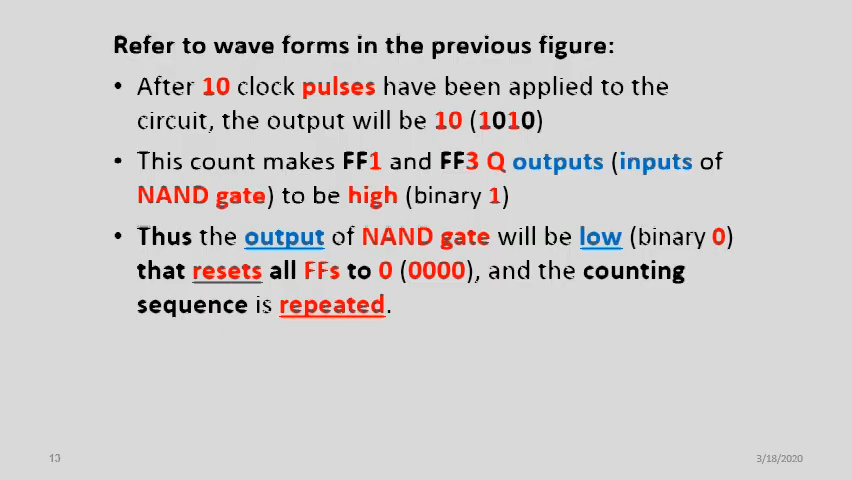 Refer to wave forms in the previous figure:
• After 10 clock pulses have been applied to the
circuit, the output will be 10 (1010)
• This count makes FF1 and FF3 Q outputs (inputs of
NAND gate) to be high (binary 1)
• Thus the output of NAND gate will be low (binary 0)
that resets all FFs to 0 (0000), and the counting
sequence is repeated.
13
3/18/2020